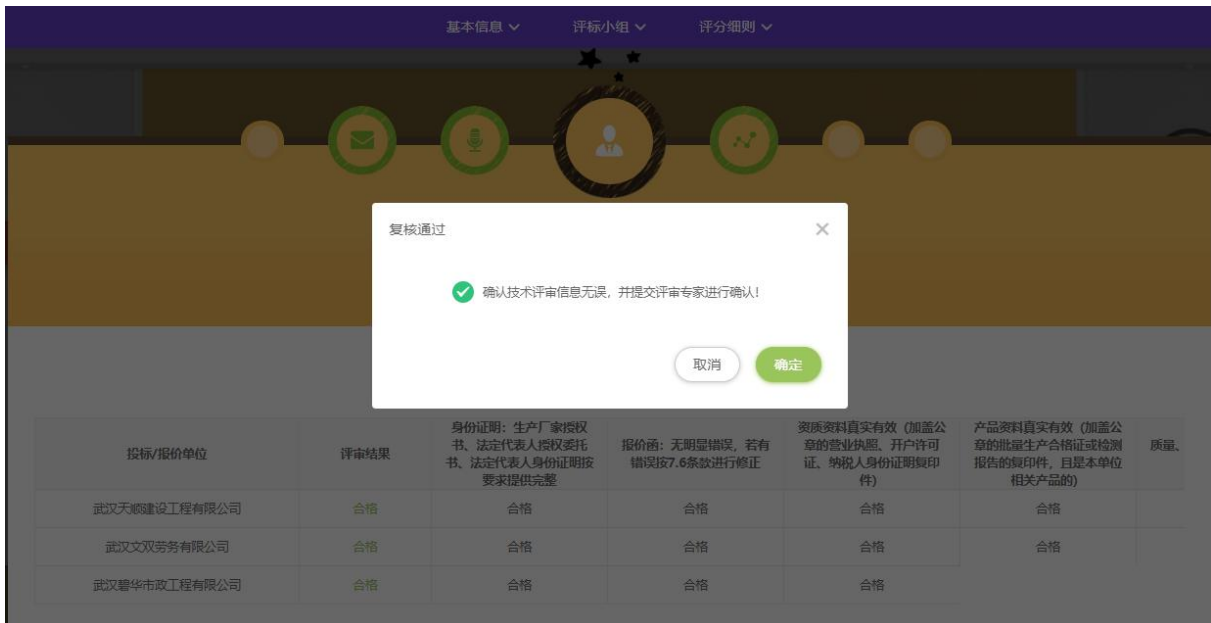 基本信息
评标小组
评分细则
复核通过
确认技术评审信息无误，并提交评审专家进行确认！
取消
确定
投标/报价单位
评审结果
身份证明：生产厂家授权
书、法定代表人授权委托
书、法定代表人身份证明按
要求提供完整
报价函：无明显错误，若有
错误按7.6条款进行修正
资质资料真实有效（加盖公
章的营业执照、开户许可
证、纳税人身份证明复印
件）
产品资料真实有效（加盖公
章的批量生产合格证或检测
报告的复印件，且是本单位
相关产品的)
质量、
武汉天顺建设工程有限公司 合格 合格 合格 合格 合格
武汉文双劳务有限公司 合格 合格 合格 合格 合格
武汉碧华市政工程有限公司 合格 合格 合格 合格